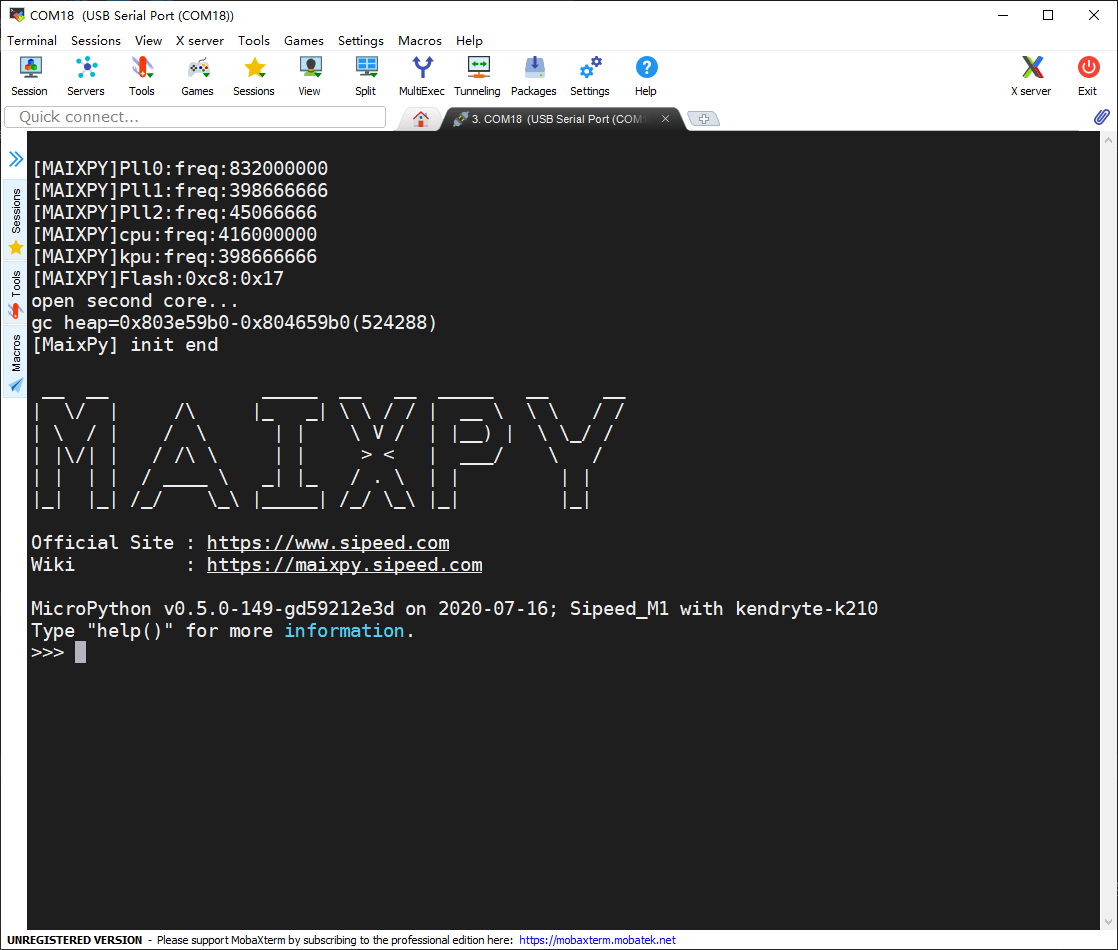 COM18  (USB Serial Port (COM18))
Terminal Sessions View X server Tools Games Settings Macros Help
Session Servers Tools Games Sessions View Split MultiExec Tunneling Packages Settings Help X server Exit
Quick connect...
3. COM18  (USB Serial Port (COM1
Sessions
Tools
Macros
[MAIXPY]Pll0:freq:832000000
[MAIXPY]Pll1:freq:398666666
[MAIXPY]Pll2:freq:45066666
[MAIXPY]cpu:freq:416000000
[MAIXPY]kpu:freq:398666666
[MAIXPY]Flash:0xc8:0x17
open second core...
gc heap=0x803e59b0-0x804659b0(524288)
[MaixPy] init end
MAIXPY
Official Site : https://www.sipeed.com
Wiki          : https://maixpy.sipeed.com
MicroPython v0.5.0-149-gd59212e3d on 2020-07-16; Sipeed_M1 with kendryte-k210
Type "help()" for more information.
>>>
UNREGISTERED VERSION  -  Please support MobaXterm by subscribing to the professional edition here:  https://mobaxterm.mobatek.net